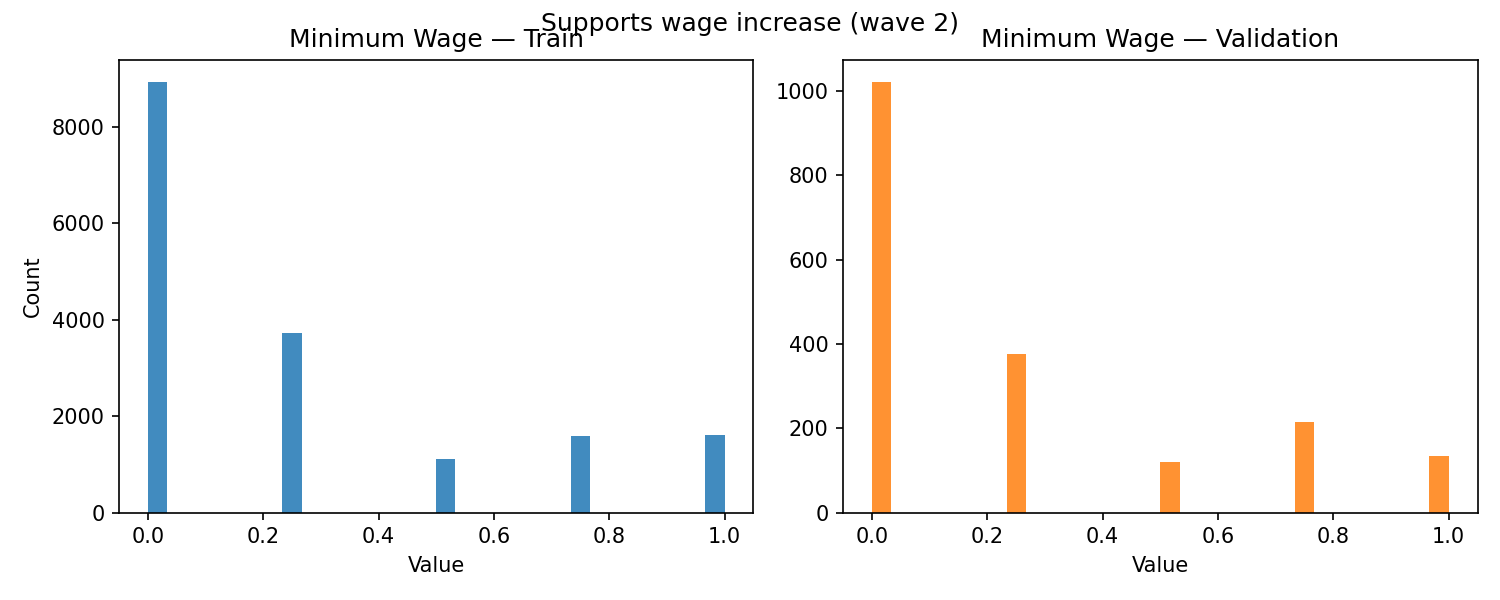 Supports wage increase (wave 2)
Minimum Wage — Train
Minimum Wage — Validation
8000
6000
4000
2000
0
Count
0.0 0.2 0.4 0.6 0.8 1.0
Value
1000
800
600
400
200
0
0.0 0.2 0.4 0.6 0.8 1.0
Value